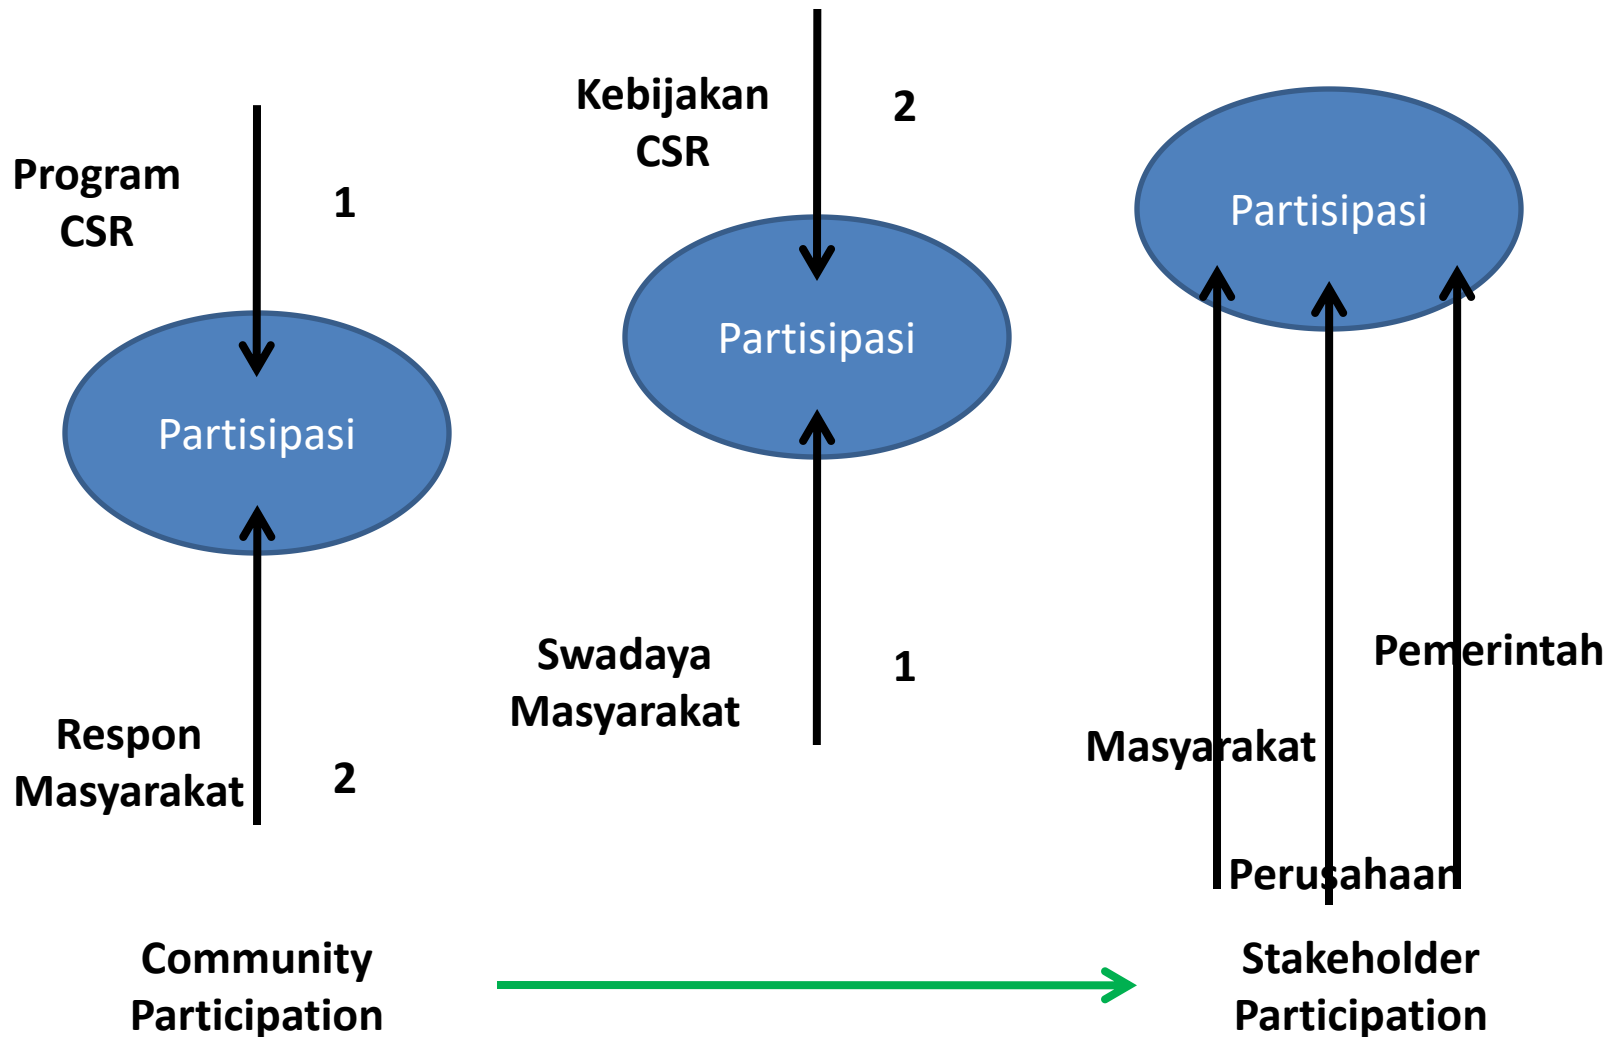 Program
CSR
1
Partisipasi
Respon
Masyarakat
2
Community
Participation
Kebijakan
CSR
2
Partisipasi
Swadaya
Masyarakat
1
Partisipasi
Pemerintah
Masyarakat
Perusahaan
Stakeholder
Participation